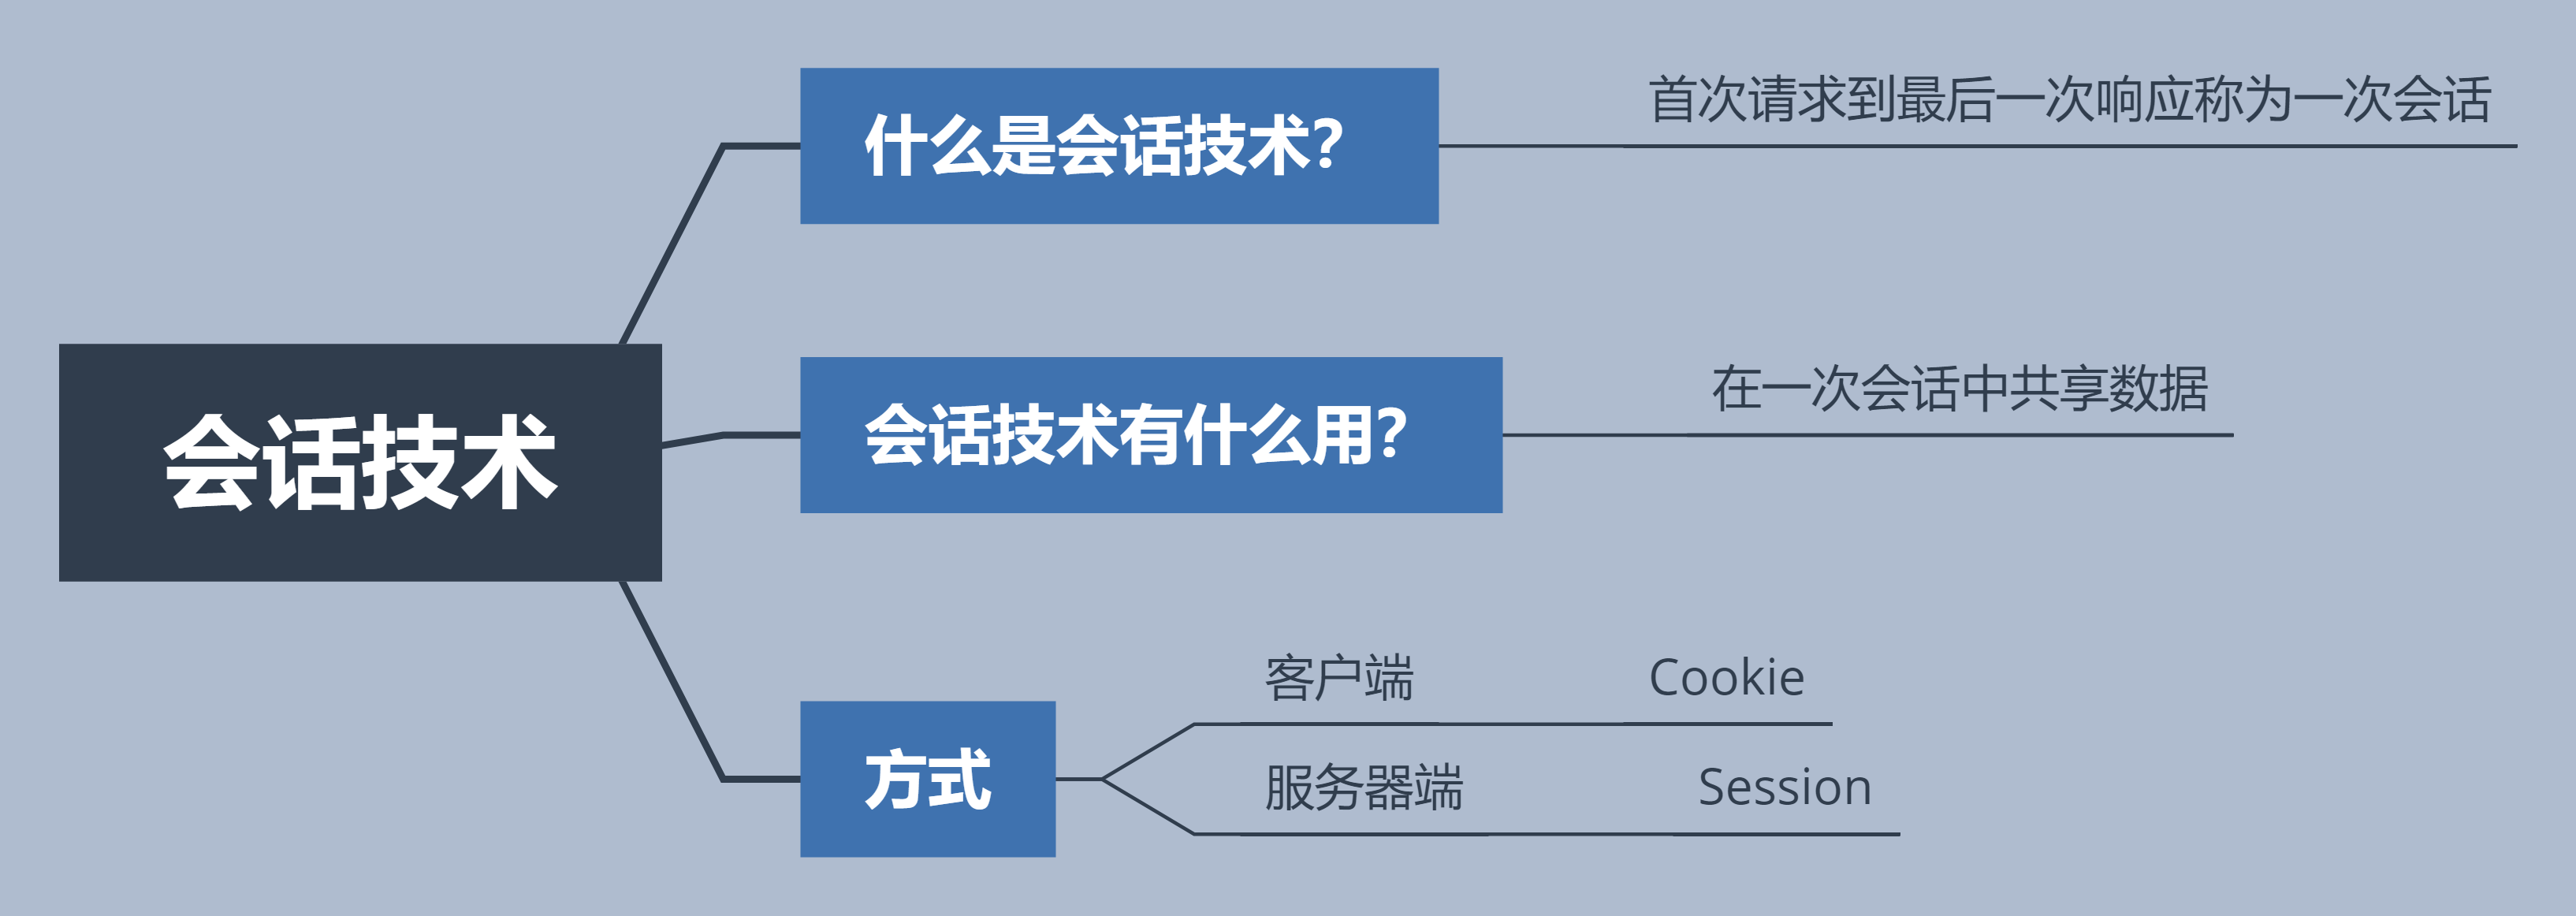 会话技术
什么是会话技术？
首次请求到最后一次响应称为一次会话
会话技术有什么用？
在一次会话中共享数据
方式
客户端
Cookie
服务器端
Session